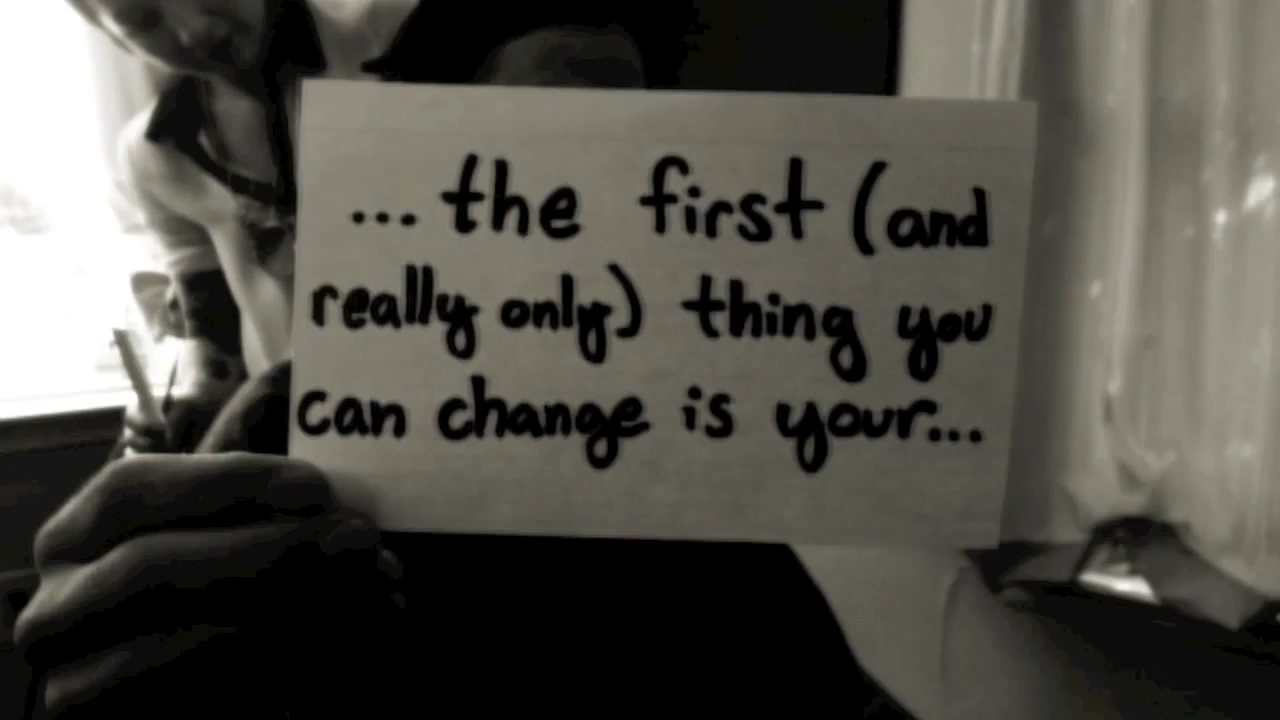 ... the first (and
really only) thing you
can change is your...